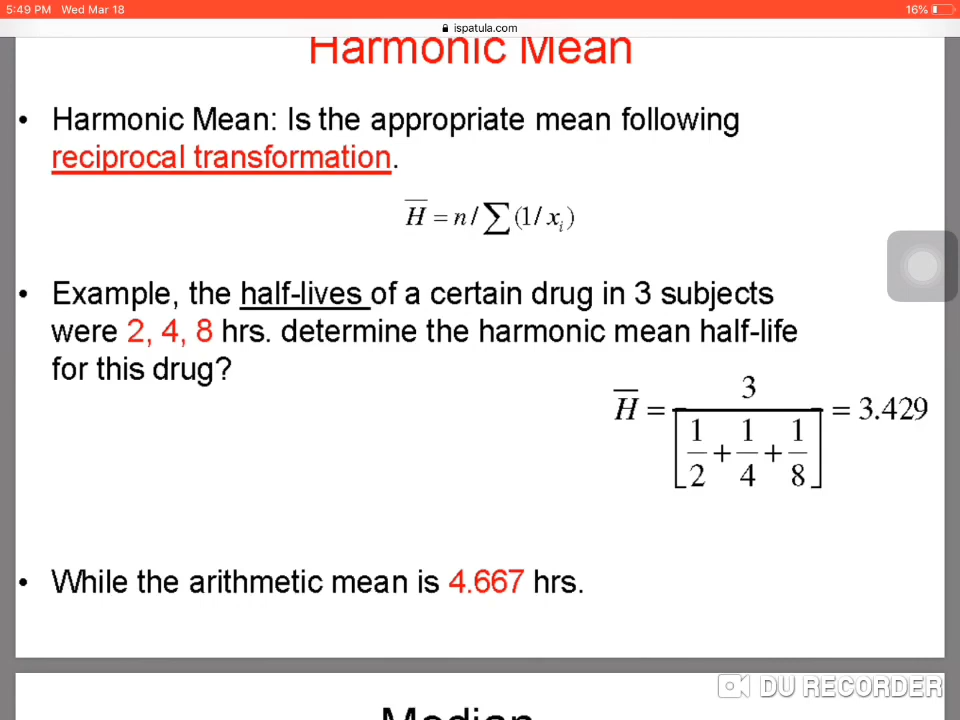 5:49 PM Wed Mar 18
16%
ispatula.com
Harmonic Mean
• Harmonic Mean: Is the appropriate mean following
reciprocal transformation.
H̅ = n / ∑ (1 / xᵢ)
• Example, the half-lives of a certain drug in 3 subjects
were 2, 4, 8 hrs. determine the harmonic mean half-life
for this drug?
H̅ = 3 / [1/2 + 1/4 + 1/8] = 3.429
• While the arithmetic mean is 4.667 hrs.
DU RECORDER
Median